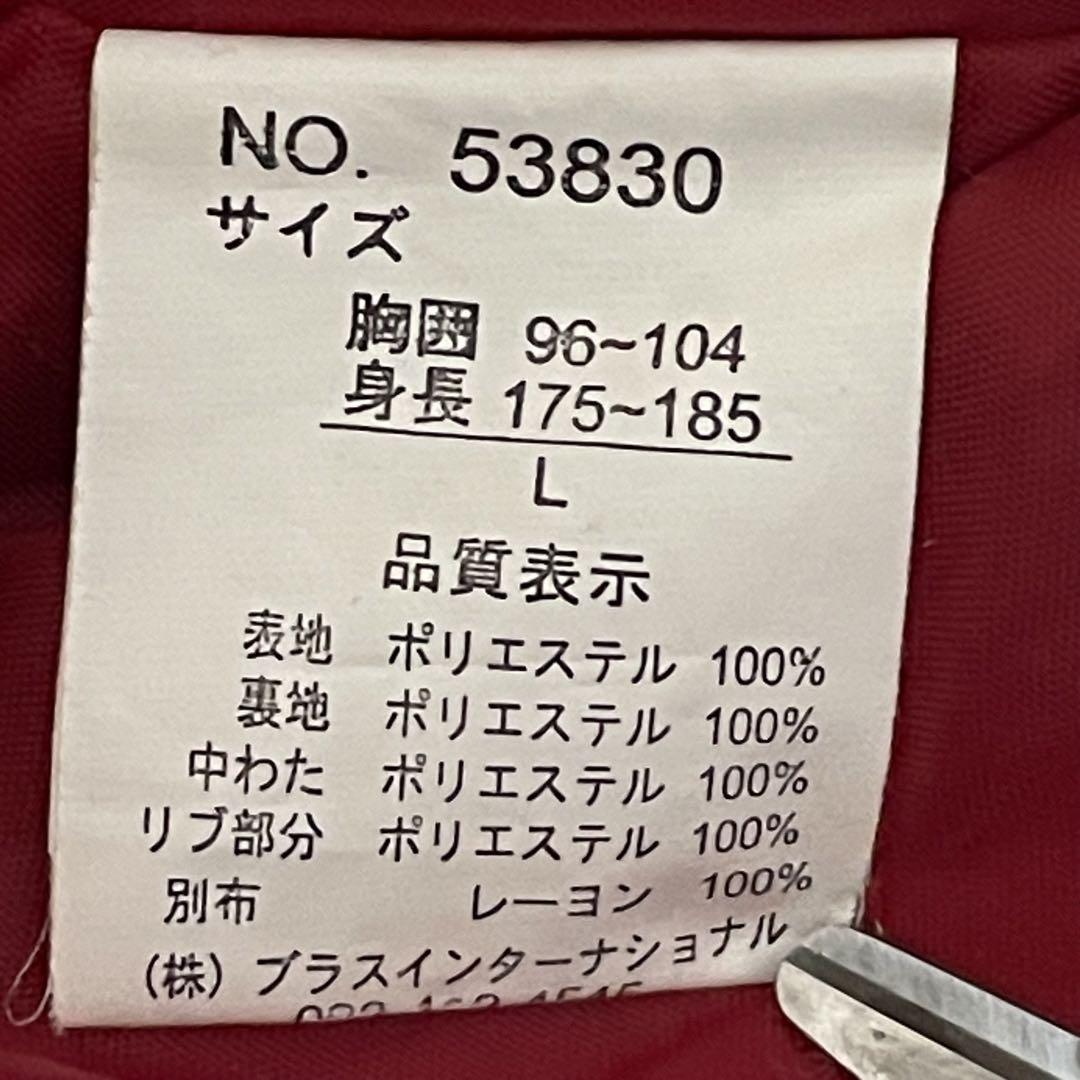 NO. 53830
サイズ
胸囲 96~104
身長 175~185
L
品質表示
表地 ポリエステル 100%
裏地 ポリエステル 100%
中わた ポリエステル 100%
リブ部分 ポリエステル 100%
別布 レーヨン 100%
(株) ブラスインターナショナル